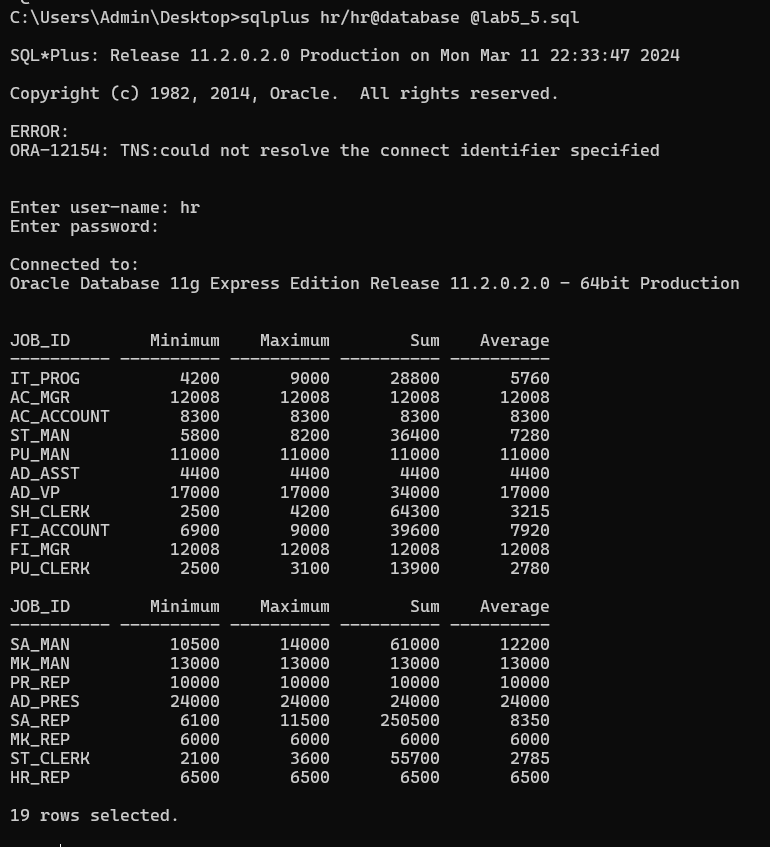 C:\Users\Admin\Desktop>sqlplus hr/hr@database @lab5_5.sql
SQL*Plus: Release 11.2.0.2.0 Production on Mon Mar 11 22:33:47 2024
Copyright (c) 1982, 2014, Oracle.  All rights reserved.
ERROR:
ORA-12154: TNS:could not resolve the connect identifier specified
Enter user-name: hr
Enter password:
Connected to:
Oracle Database 11g Express Edition Release 11.2.0.2.0 - 64bit Production
JOB_ID        Minimum    Maximum        Sum    Average
---------- ---------- ---------- ---------- ----------
IT_PROG          4200       9000      28800       5760
AC_MGR          12008      12008      12008      12008
AC_ACCOUNT       8300       8300       8300       8300
ST_MAN           5800       8200      36400       7280
PU_MAN          11000      11000      11000      11000
AD_ASST          4400       4400       4400       4400
AD_VP           17000      17000      34000      17000
SH_CLERK         2500       4200      64300       3215
FI_ACCOUNT       6900       9000      39600       7920
FI_MGR          12008      12008      12008      12008
PU_CLERK         2500       3100      13900       2780
JOB_ID        Minimum    Maximum        Sum    Average
---------- ---------- ---------- ---------- ----------
SA_MAN          10500      14000      61000      12200
MK_MAN          13000      13000      13000      13000
PR_REP          10000      10000      10000      10000
AD_PRES         24000      24000      24000      24000
SA_REP           6100      11500     250500       8350
MK_REP           6000       6000       6000       6000
ST_CLERK         2100       3600      55700       2785
HR_REP           6500       6500       6500       6500
19 rows selected.